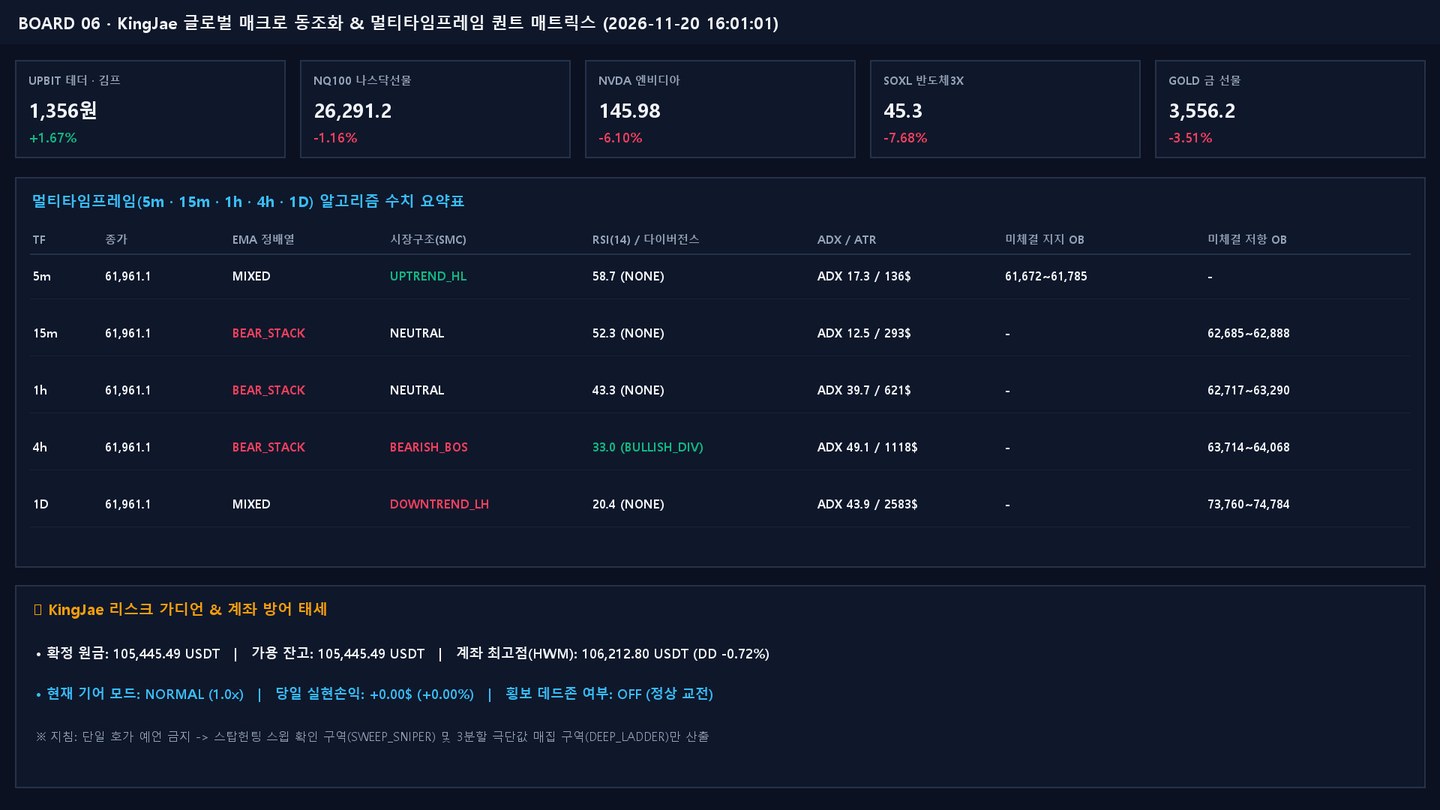 BOARD 06 · KingJae 글로벌 매크로 동조화 & 멀티타임프레임 퀀트 매트릭스 (2026-11-20 16:01:01)
UPBIT 테더 · 김프
1,356원
+1.67%
NQ100 나스닥선물
26,291.2
-1.16%
NVDA 엔비디아
145.98
-6.10%
SOXL 반도체3X
45.3
-7.68%
GOLD 금 선물
3,556.2
-3.51%
멀티타임프레임(5m · 15m · 1h · 4h · 1D) 알고리즘 수치 요약표
TF 종가 EMA 정배열 시장구조(SMC) RSI(14) / 다이버전스 ADX / ATR 미체결 지지 OB 미체결 저항 OB
5m 61,961.1 MIXED UPTREND_HL 58.7 (NONE) ADX 17.3 / 136$ 61,672~61,785 -
15m 61,961.1 BEAR_STACK NEUTRAL 52.3 (NONE) ADX 12.5 / 293$ - 62,685~62,888
1h 61,961.1 BEAR_STACK NEUTRAL 43.3 (NONE) ADX 39.7 / 621$ - 62,717~63,290
4h 61,961.1 BEAR_STACK BEARISH_BOS 33.0 (BULLISH_DIV) ADX 49.1 / 1118$ - 63,714~64,068
1D 61,961.1 MIXED DOWNTREND_LH 20.4 (NONE) ADX 43.9 / 2583$ - 73,760~74,784
KingJae 리스크 가디언 & 계좌 방어 태세
• 확정 원금: 105,445.49 USDT | 가용 잔고: 105,445.49 USDT | 계좌 최고점(HWM): 106,212.80 USDT (DD -0.72%)
• 현재 기어 모드: NORMAL (1.0x) | 당일 실현손익: +0.00$ (+0.00%) | 횡보 데드존 여부: OFF (정상 교전)
※ 지침: 단일 호가 예언 금지 -> 스탑헌팅 스윕 확인 구역(SWEEP_SNIPER) 및 3분할 극단값 매집 구역(DEEP_LADDER)만 산출